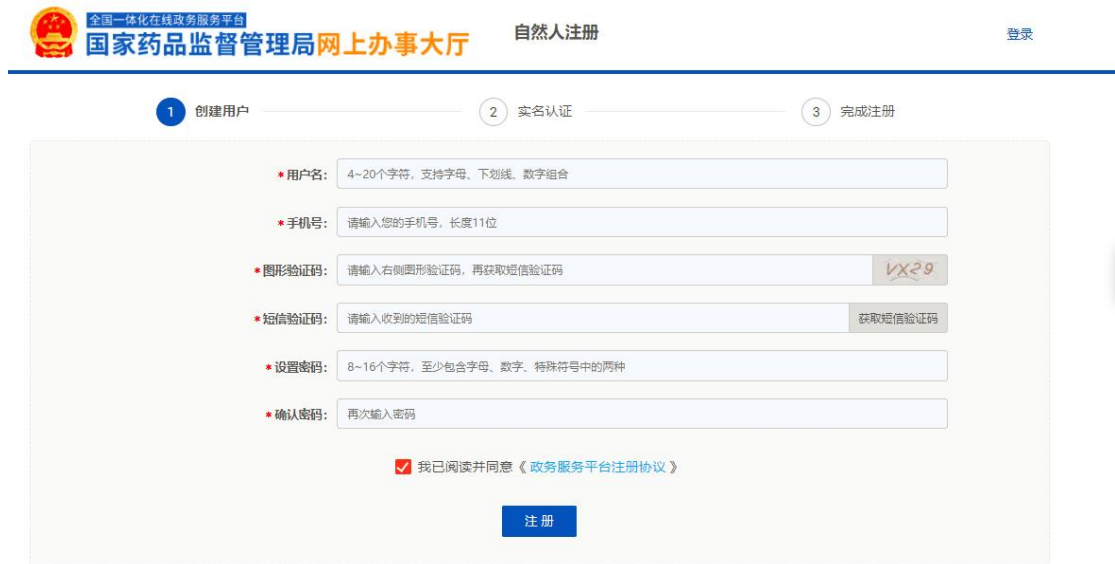 全国一体化在线政务服务平台
国家药品监督管理局网上办事大厅
自然人注册
登录
1 创建用户
2 实名认证
3 完成注册
*用户名: 4~20个字符,支持字母、下划线、数字组合
*手机号: 请输入您的手机号,长度11位
*图形验证码: 请输入右侧图形验证码,再获取短信验证码 VX29
*短信验证码: 请输入收到的短信验证码 获取短信验证码
*设置密码: 8~16个字符,至少包含字母、数字、特殊符号中的两种
*确认密码: 再次输入密码
我已阅读并同意《政务服务平台注册协议》
注册